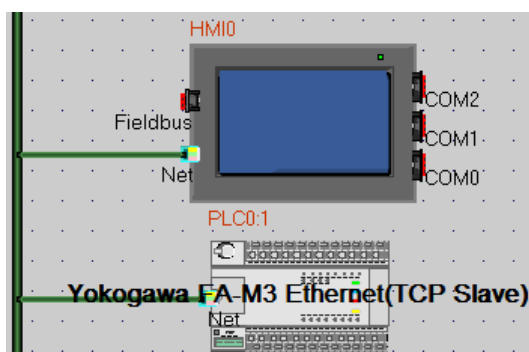 HMI0
COM2
Fieldbus
COM1
Net
COM0
PLC0:1
Yokogawa FA-M3 Ethernet(TCP Slave)
Net